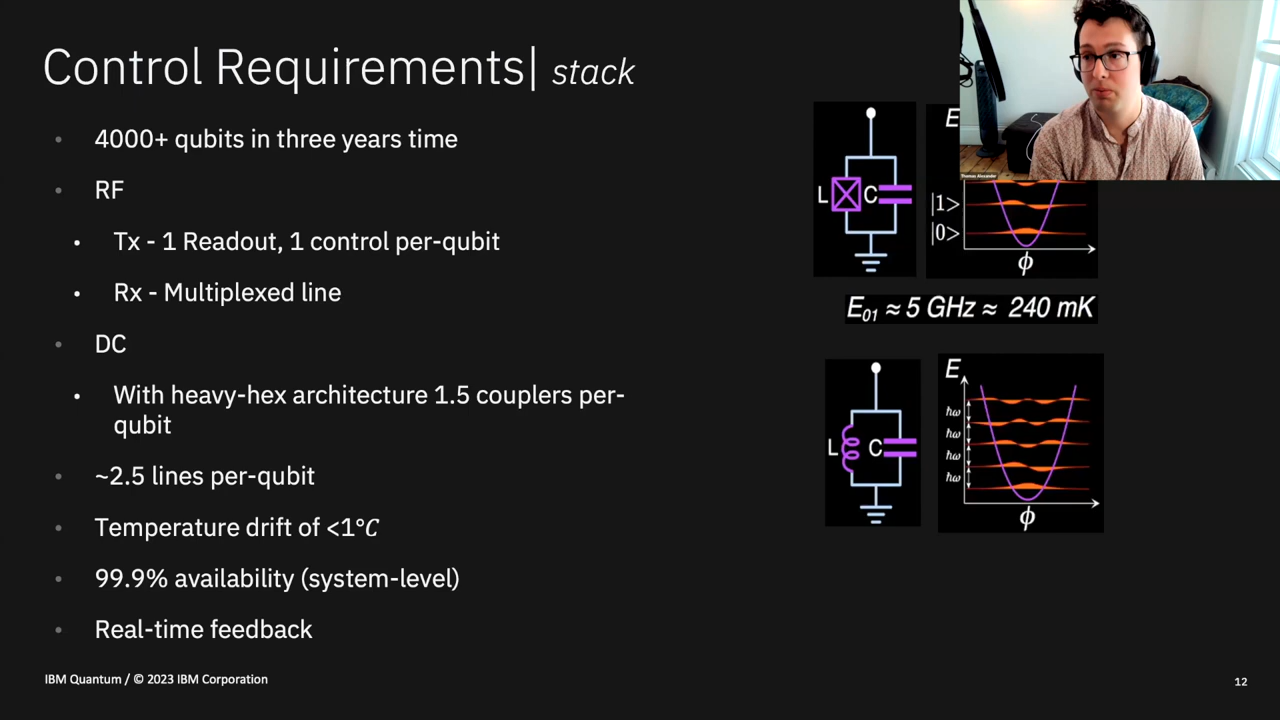 Control Requirements| stack
• 4000+ qubits in three years time
• RF
• Tx - 1 Readout, 1 control per-qubit
• Rx - Multiplexed line
• DC
• With heavy-hex architecture 1.5 couplers per-
qubit
• ~2.5 lines per-qubit
• Temperature drift of <1°C
• 99.9% availability (system-level)
• Real-time feedback
L C
E
|1>
|0>
ϕ
E₀₁ ≈ 5 GHz ≈ 240 mK
L C
E
ħω
ħω
ħω
ħω
ϕ
Thomas Alexander
IBM Quantum / © 2023 IBM Corporation
12